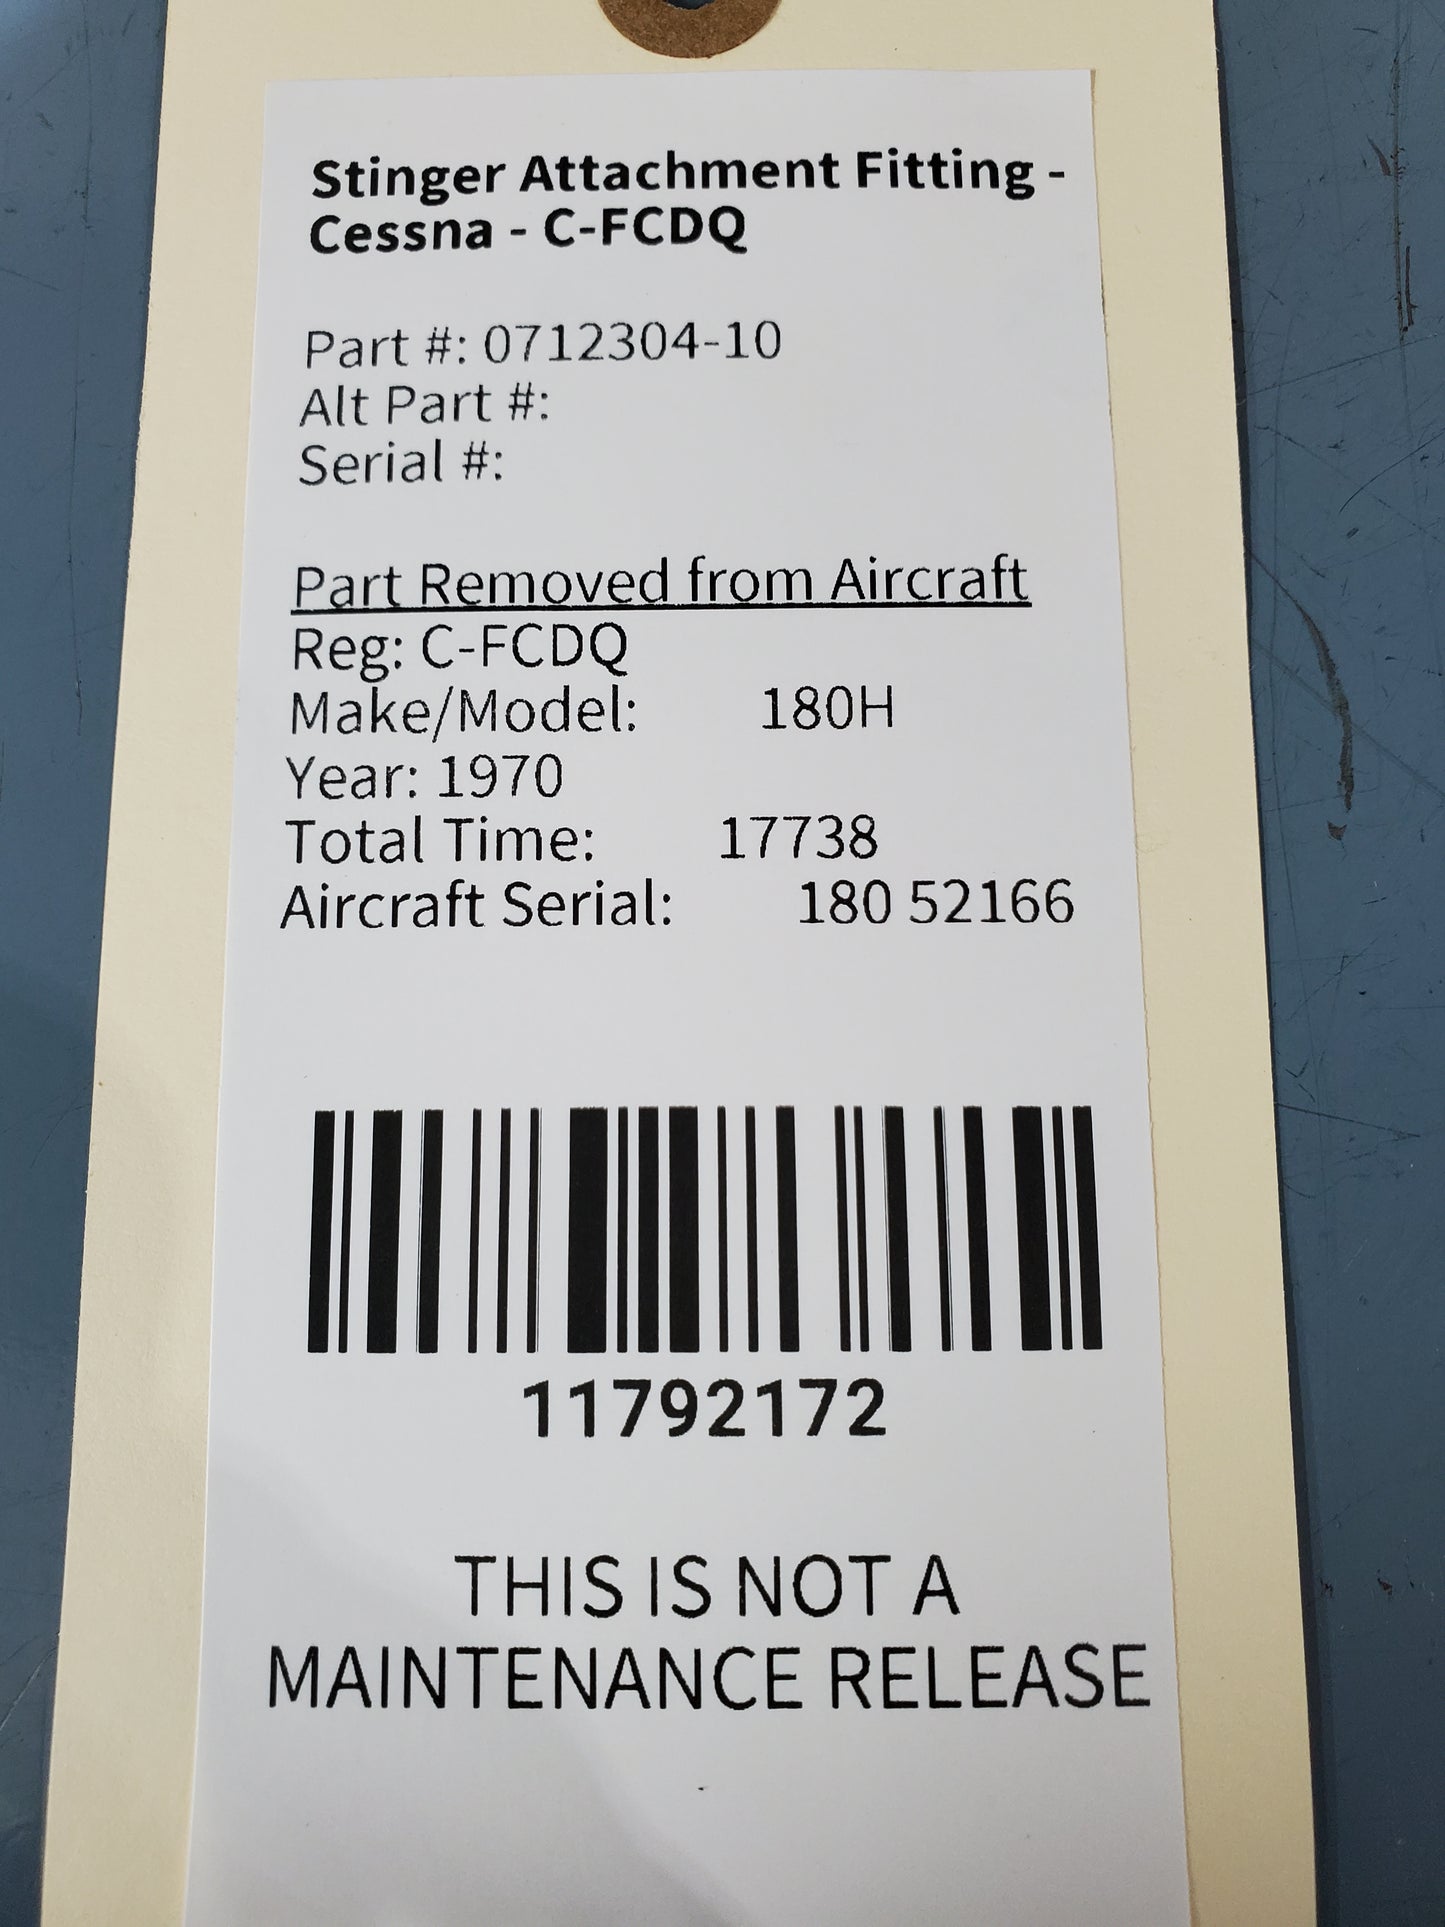 Stinger Attachment Fitting -
Cessna - C-FCDQ
Part #: 0712304-10
Alt Part #:
Serial #:
Part Removed from Aircraft
Reg: C-FCDQ
Make/Model: 180H
Year: 1970
Total Time: 17738
Aircraft Serial: 180 52166
11792172
THIS IS NOT A
MAINTENANCE RELEASE